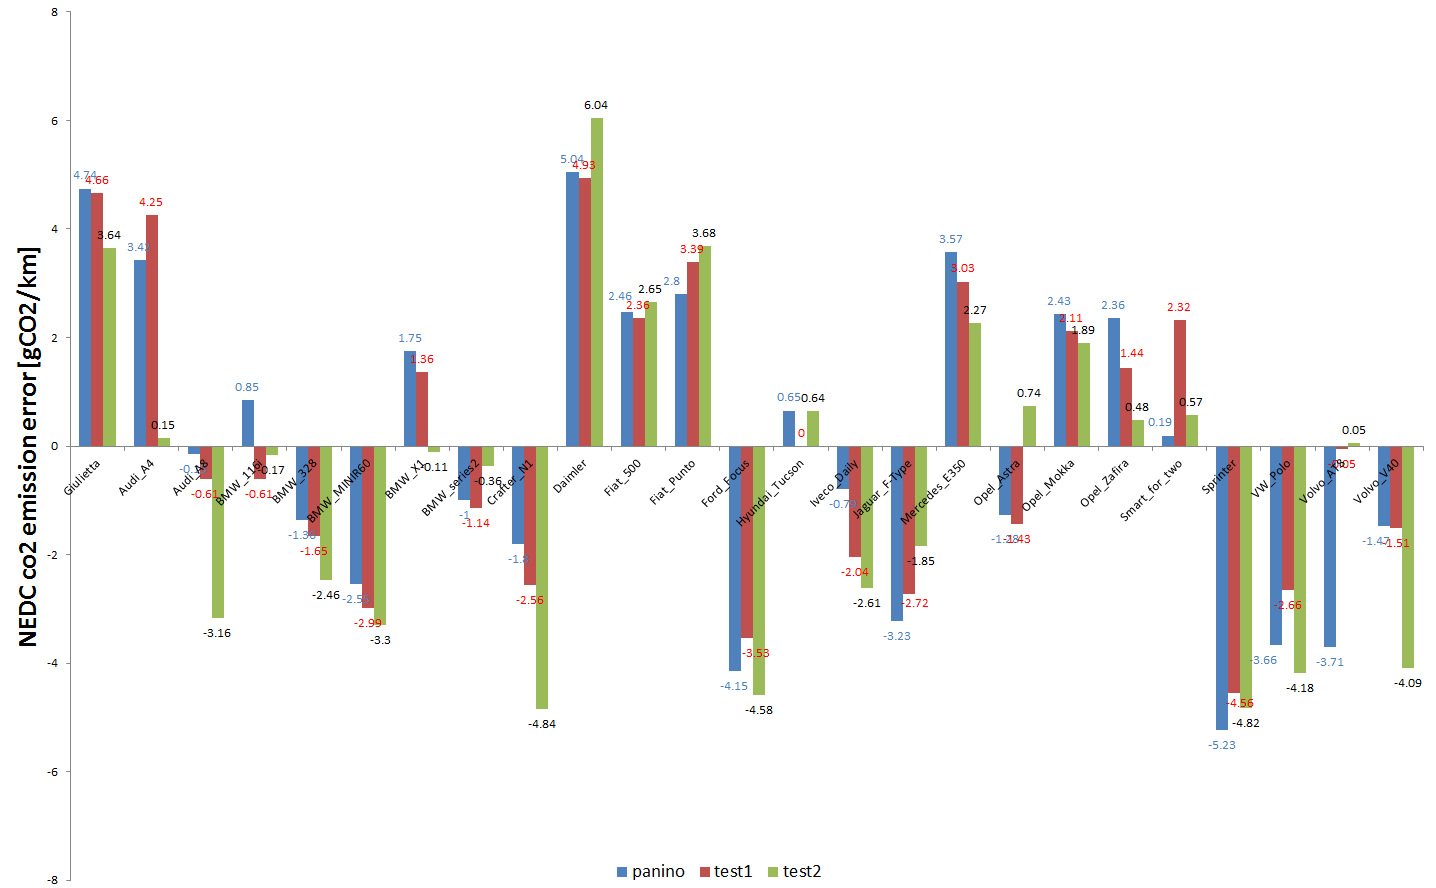 8
6
4
2
0
-2
-4
-6
-8
NEDC co2 emission error [gCO2/km]
4.74
4.66
3.64
4.25
0.15
-0.61
-3.16
0.85
-0.61
-0.17
-1.65
-2.46
-2.99
-3.3
1.75
1.36
-0.11
-1
-1.14
-0.36
-1.8
-2.56
-4.84
5.04
4.93
6.04
2.46
2.36
2.65
2.8
3.39
3.68
-4.15
-3.53
-4.58
0.65
0
0.64
-2.04
-2.61
-3.23
-2.72
-1.85
3.57
3.03
2.27
-1.43
0.74
2.43
2.11
1.89
2.36
1.44
0.48
0.19
2.32
0.57
-5.23
-4.56
-4.82
-3.66
-2.66
-4.18
-3.71
-0.05
0.05
-1.47
-1.51
-4.09
Giulietta
Audi_A4
Audi_A8
BMW_116i
BMW_328
BMW_MINIR60
BMW_X1
BMW_series2
Crafter_N1
Daimler
Fiat_500
Fiat_Punto
Ford_Focus
Hyundai_Tucson
Iveco_Daily
Jaguar_F-Type
Mercedes_E350
Opel_Astra
Opel_Mokka
Opel_Zafira
Smart_for_two
Sprinter
VW_Polo
Volvo_V40
panino
test1
test2